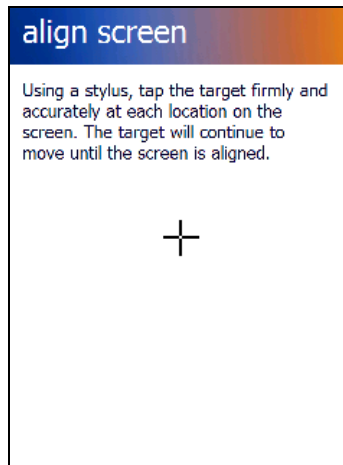 align screen
Using a stylus, tap the target firmly and
accurately at each location on the
screen. The target will continue to
move until the screen is aligned.